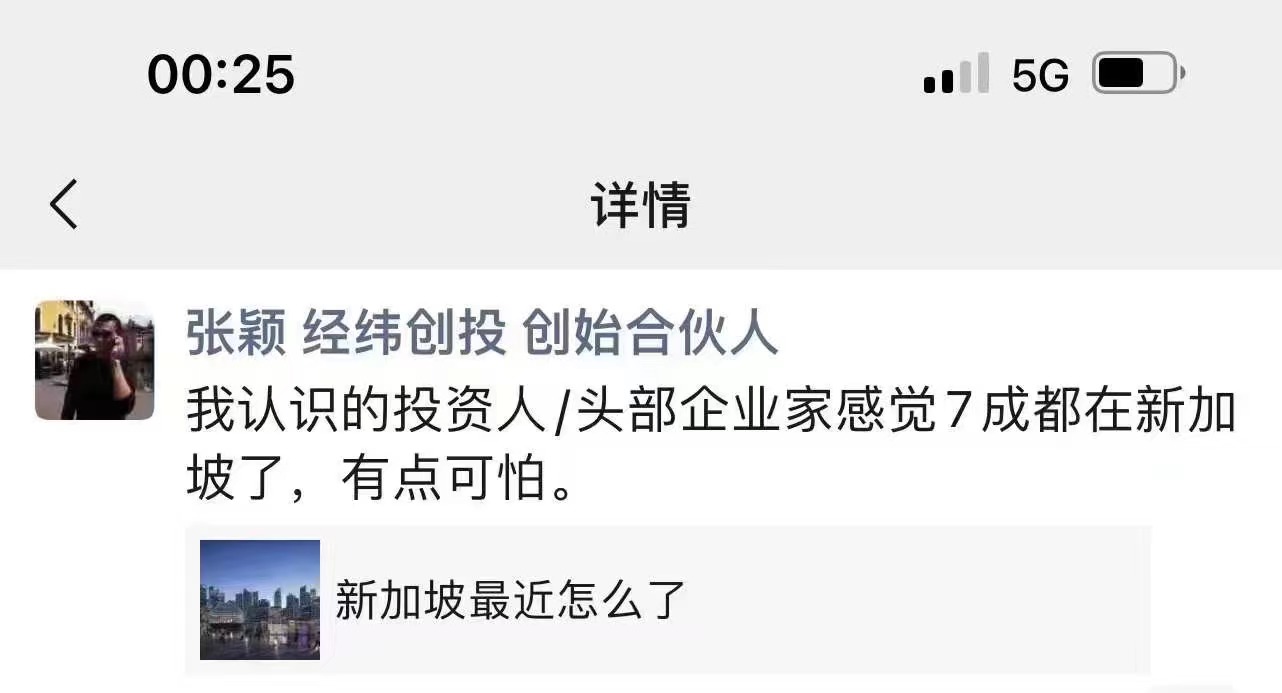 00:25 5G
详情
张颖 经纬创投 创始合伙人
我认识的投资人/头部企业家感觉7成都在新加
坡了，有点可怕。
新加坡最近怎么了